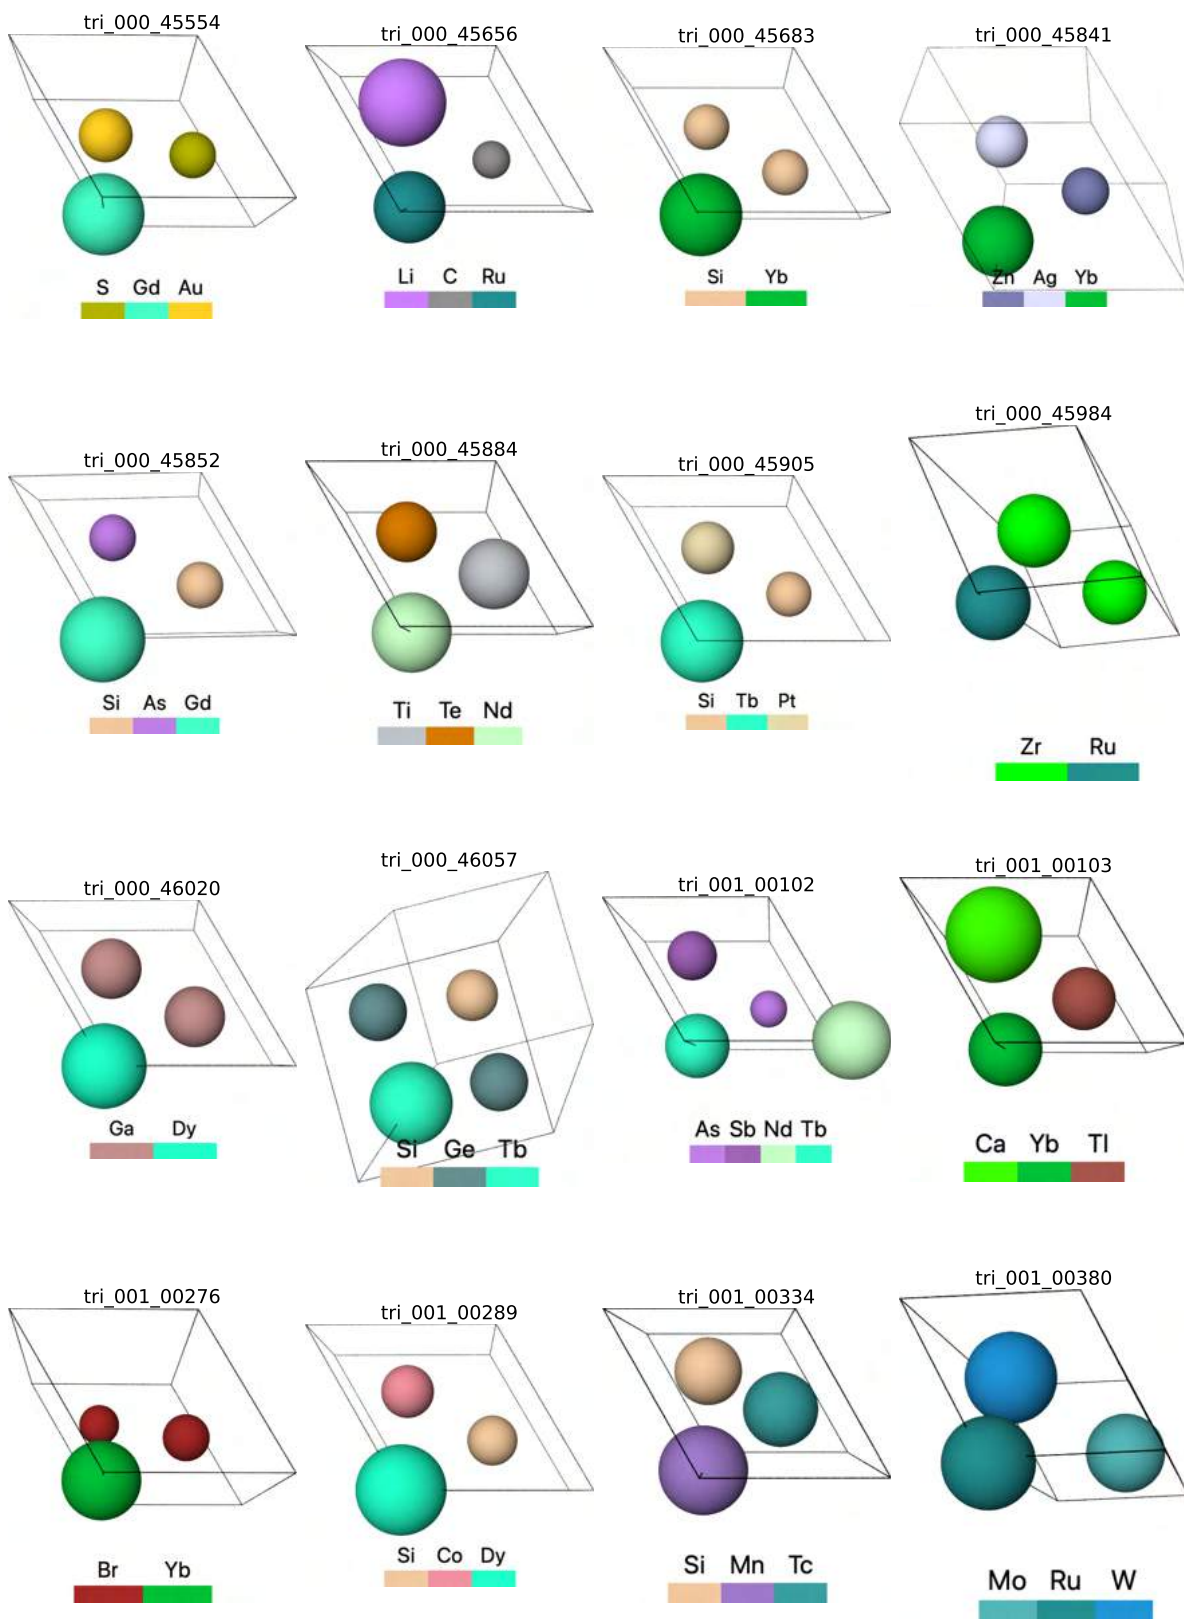 tri_000_45554
tri_000_45656
tri_000_45683
tri_000_45841
S Gd Au
Li C Ru
Si Yb
Zn Ag Yb
tri_000_45852
tri_000_45884
tri_000_45905
tri_000_45984
Si As Gd
Ti Te Nd
Si Tb Pt
Zr Ru
tri_000_46020
tri_000_46057
tri_001_00102
tri_001_00103
Ga Dy
Si Ge Tb
As Sb Nd Tb
Ca Yb Tl
tri_001_00276
tri_001_00289
tri_001_00334
tri_001_00380
Br Yb
Si Co Dy
Si Mn Tc
Mo Ru W